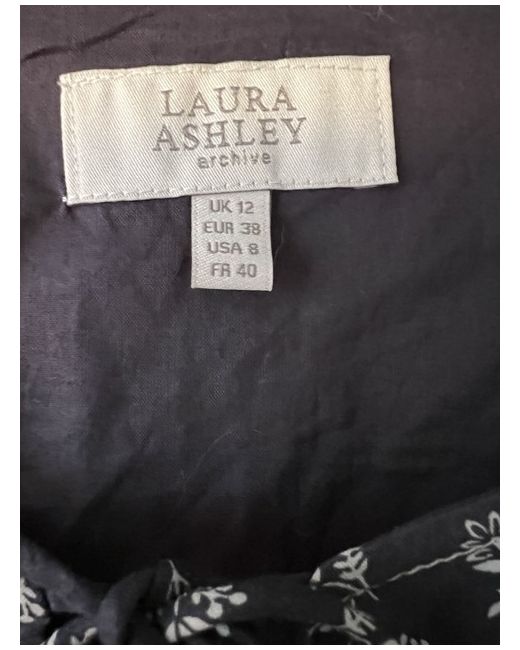 LAURA
ASHLEY
archive
UK 12
EUR 38
USA 8
FR 40